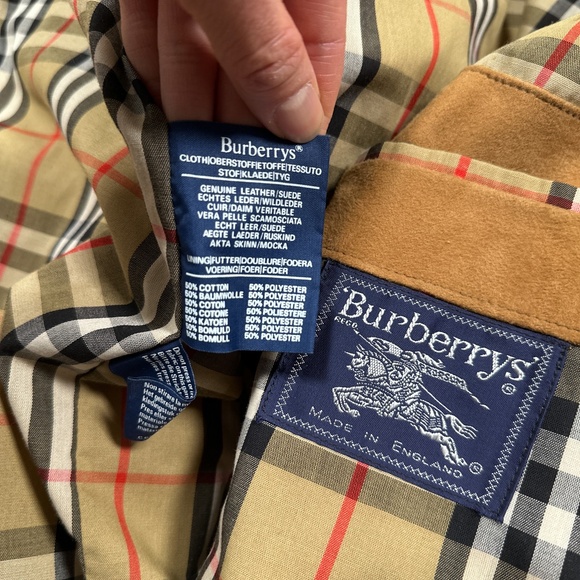 Burberrys®
CLOTH|OBERSTOFF|ETOFFE|TESSUTO
STOF|KLAEDE|TYG
GENUINE LEATHER/SUEDE
ECHTES LEDER/WILDLEDER
CUIR/DAIM VERITABLE
VERA PELLE SCAMOSCIATA
ECHT LEER/SUEDE
AEGTE LAEDER/RUSKIND
AKTA SKINN/MOCKA
LINING|FUTTER|DOUBLURE|FODERA
VOERING|FOER|FODER
50% COTTON 50% POLYESTER
50% BAUMWOLLE 50% POLYESTER
50% COTON 50% POLYESTER
50% COTONE 50% POLIESTERE
50% KATOEN 50% POLYESTER
50% BOMULD 50% POLYESTER
50% BOMULL 50% POLYESTER
Non stirare
Burberrys'
®
MADE IN ENGLAND
®